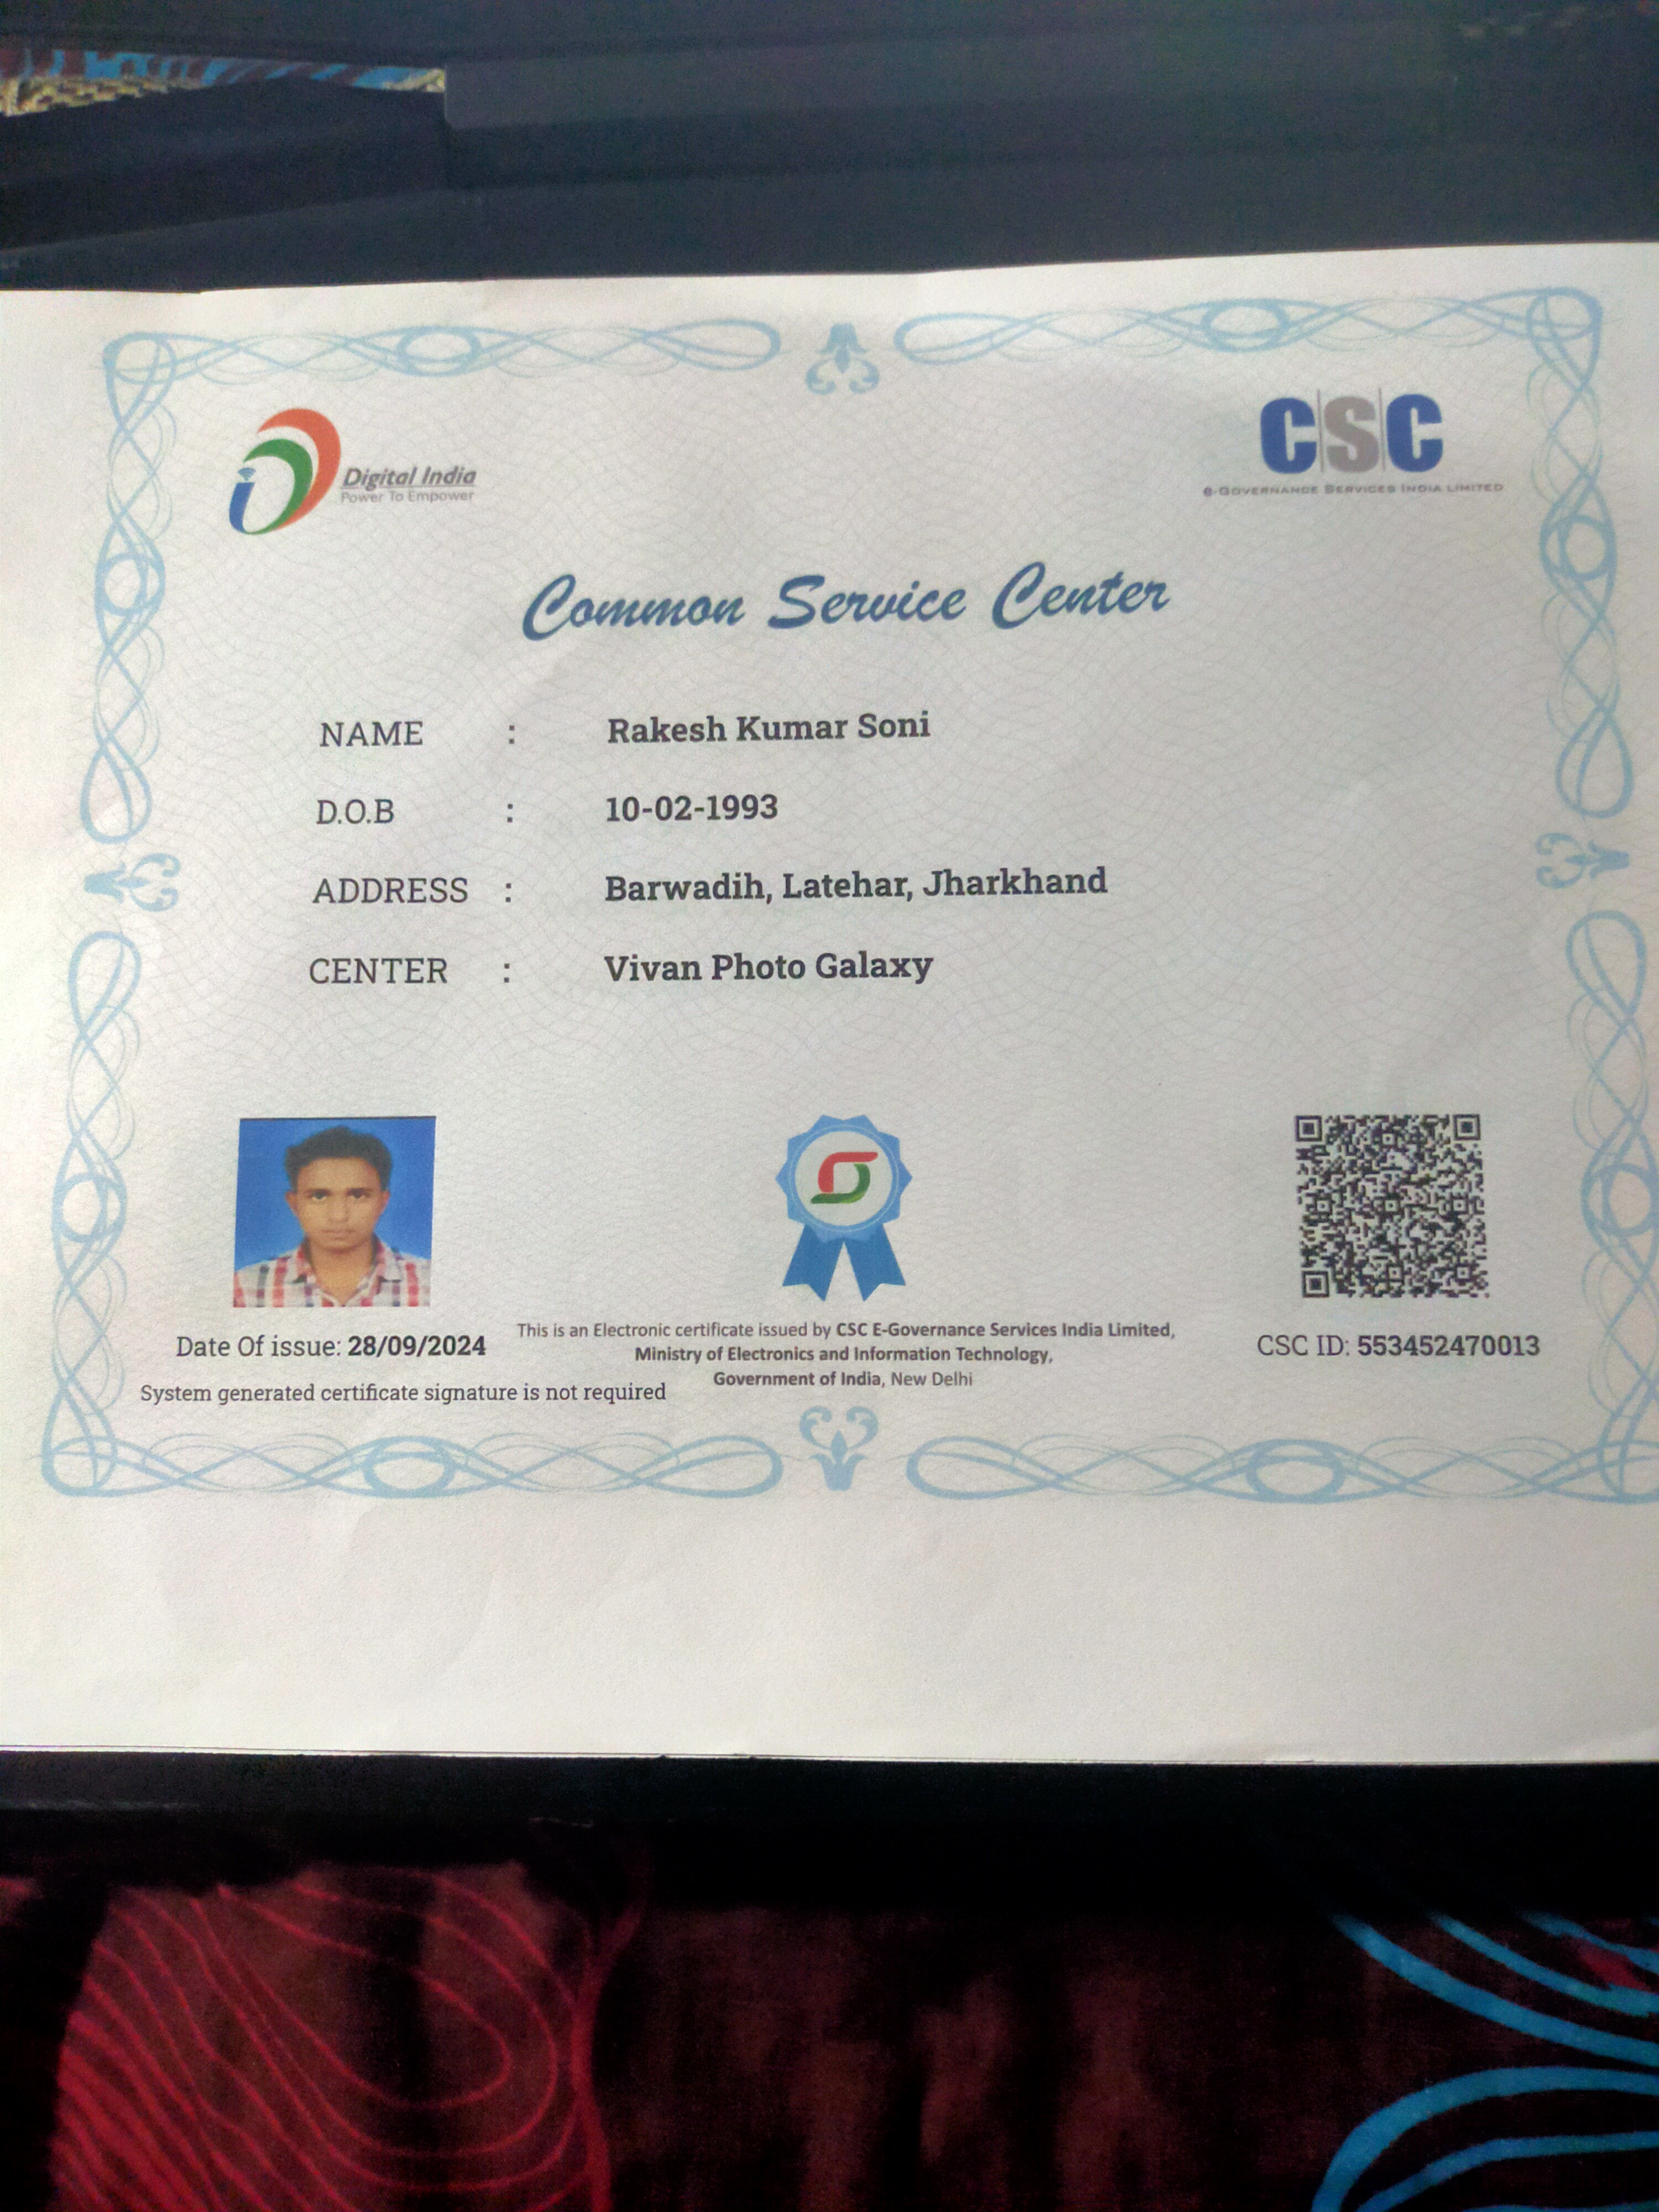 Digital India
Power To Empower
CSC
e-Governance Services India Limited
Common Service Center
NAME : Rakesh Kumar Soni
D.O.B : 10-02-1993
ADDRESS : Barwadih, Latehar, Jharkhand
CENTER : Vivan Photo Galaxy
Date Of issue: 28/09/2024
System generated certificate signature is not required
This is an Electronic certificate issued by CSC E-Governance Services India Limited,
Ministry of Electronics and Information Technology,
Government of India, New Delhi
CSC ID: 553452470013